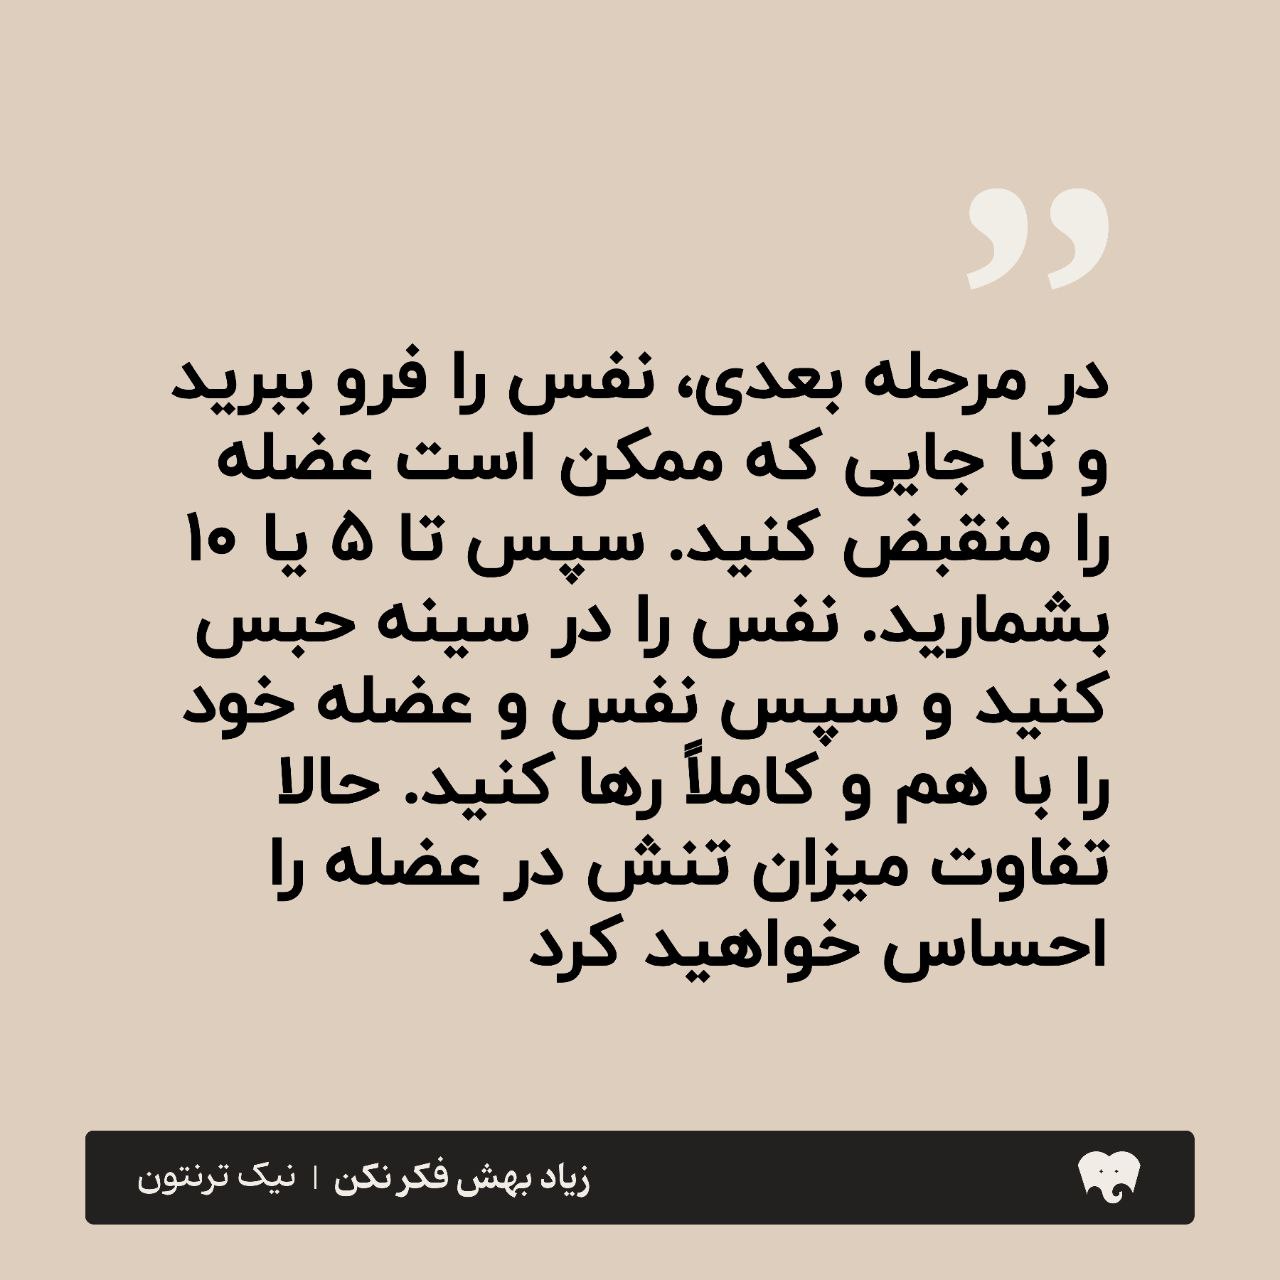 ”
در مرحله بعدی، نفس را فرو ببرید
و تا جایی که ممکن است عضله
را منقبض کنید. سپس تا ۵ یا ۱۰
بشمارید. نفس را در سینه حبس
کنید و سپس نفس و عضله خود
را با هم و کاملاً رها کنید. حالا
تفاوت میزان تنش در عضله را
احساس خواهید کرد
زیاد بهش فکر نکن | نیک ترنتون